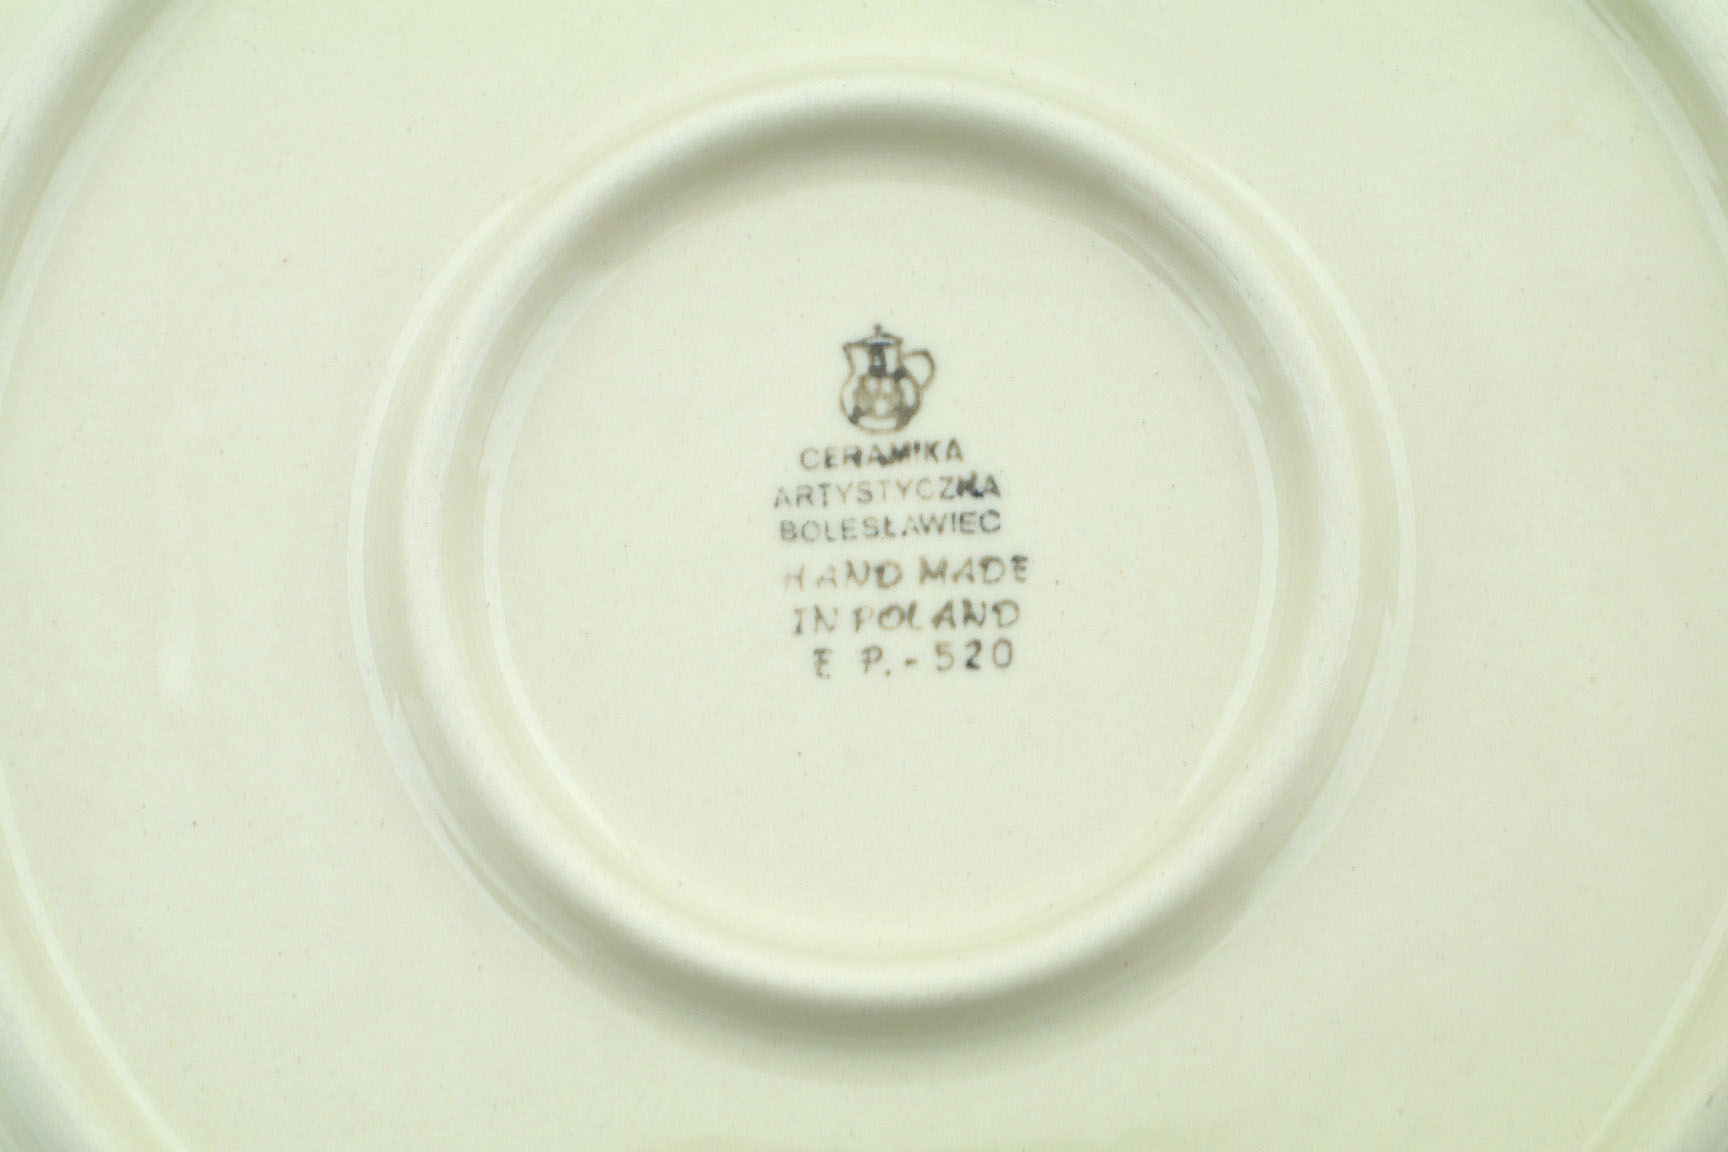 CERAMIKA
ARTYSTYCZNA
BOLESŁAWIEC
HAND MADE
IN POLAND
E P.-520